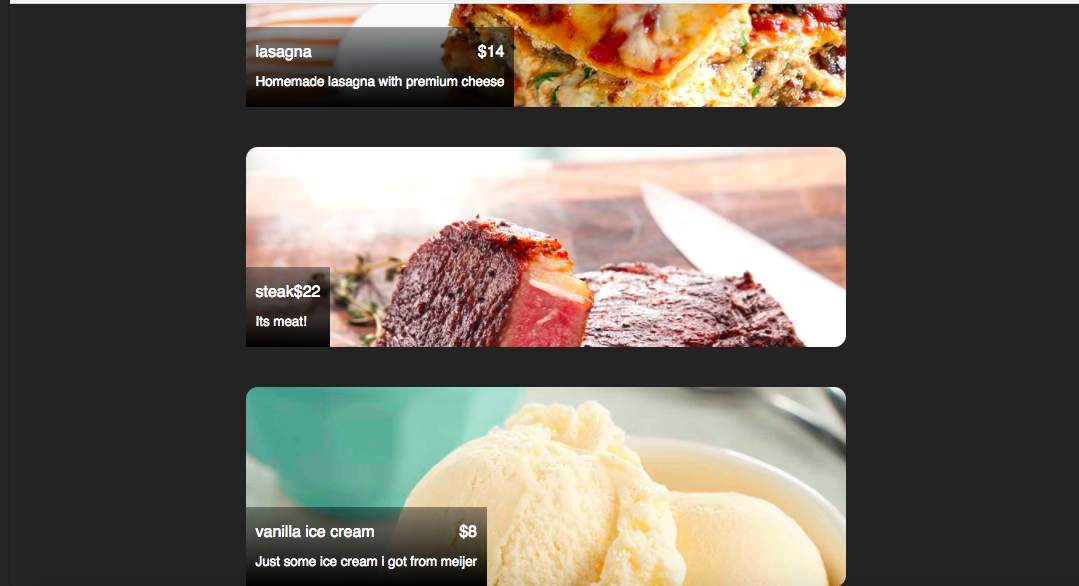 lasagna $14
Homemade lasagna with premium cheese
steak$22
Its meat!
vanilla ice cream $8
Just some ice cream i got from meijer